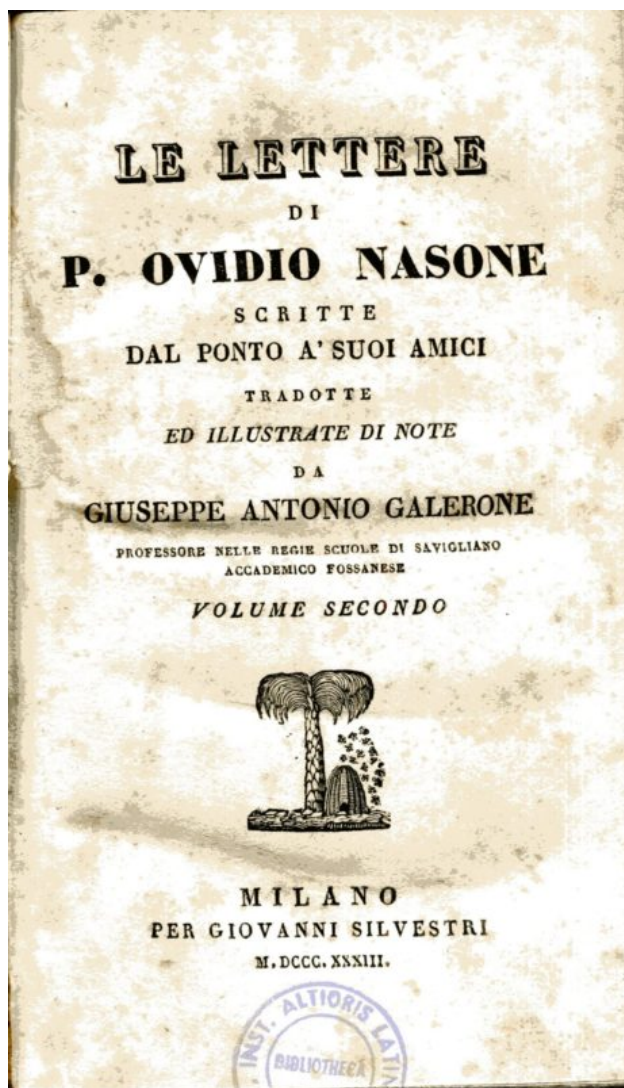 LE LETTERE
DI
P. OVIDIO NASONE
SCRITTE
DAL PONTO A' SUOI AMICI
TRADOTTE
ED ILLUSTRATE DI NOTE
DA
GIUSEPPE ANTONIO GALERONE
PROFESSORE NELLE REGIE SCUOLE DI SAVIGLIANO
ACCADEMICO FOSSANESE
VOLUME SECONDO
MILANO
PER GIOVANNI SILVESTRI
M.DCCC.XXXIII.
INST. ALTIORIS LATIN
BIBLIOTHECA